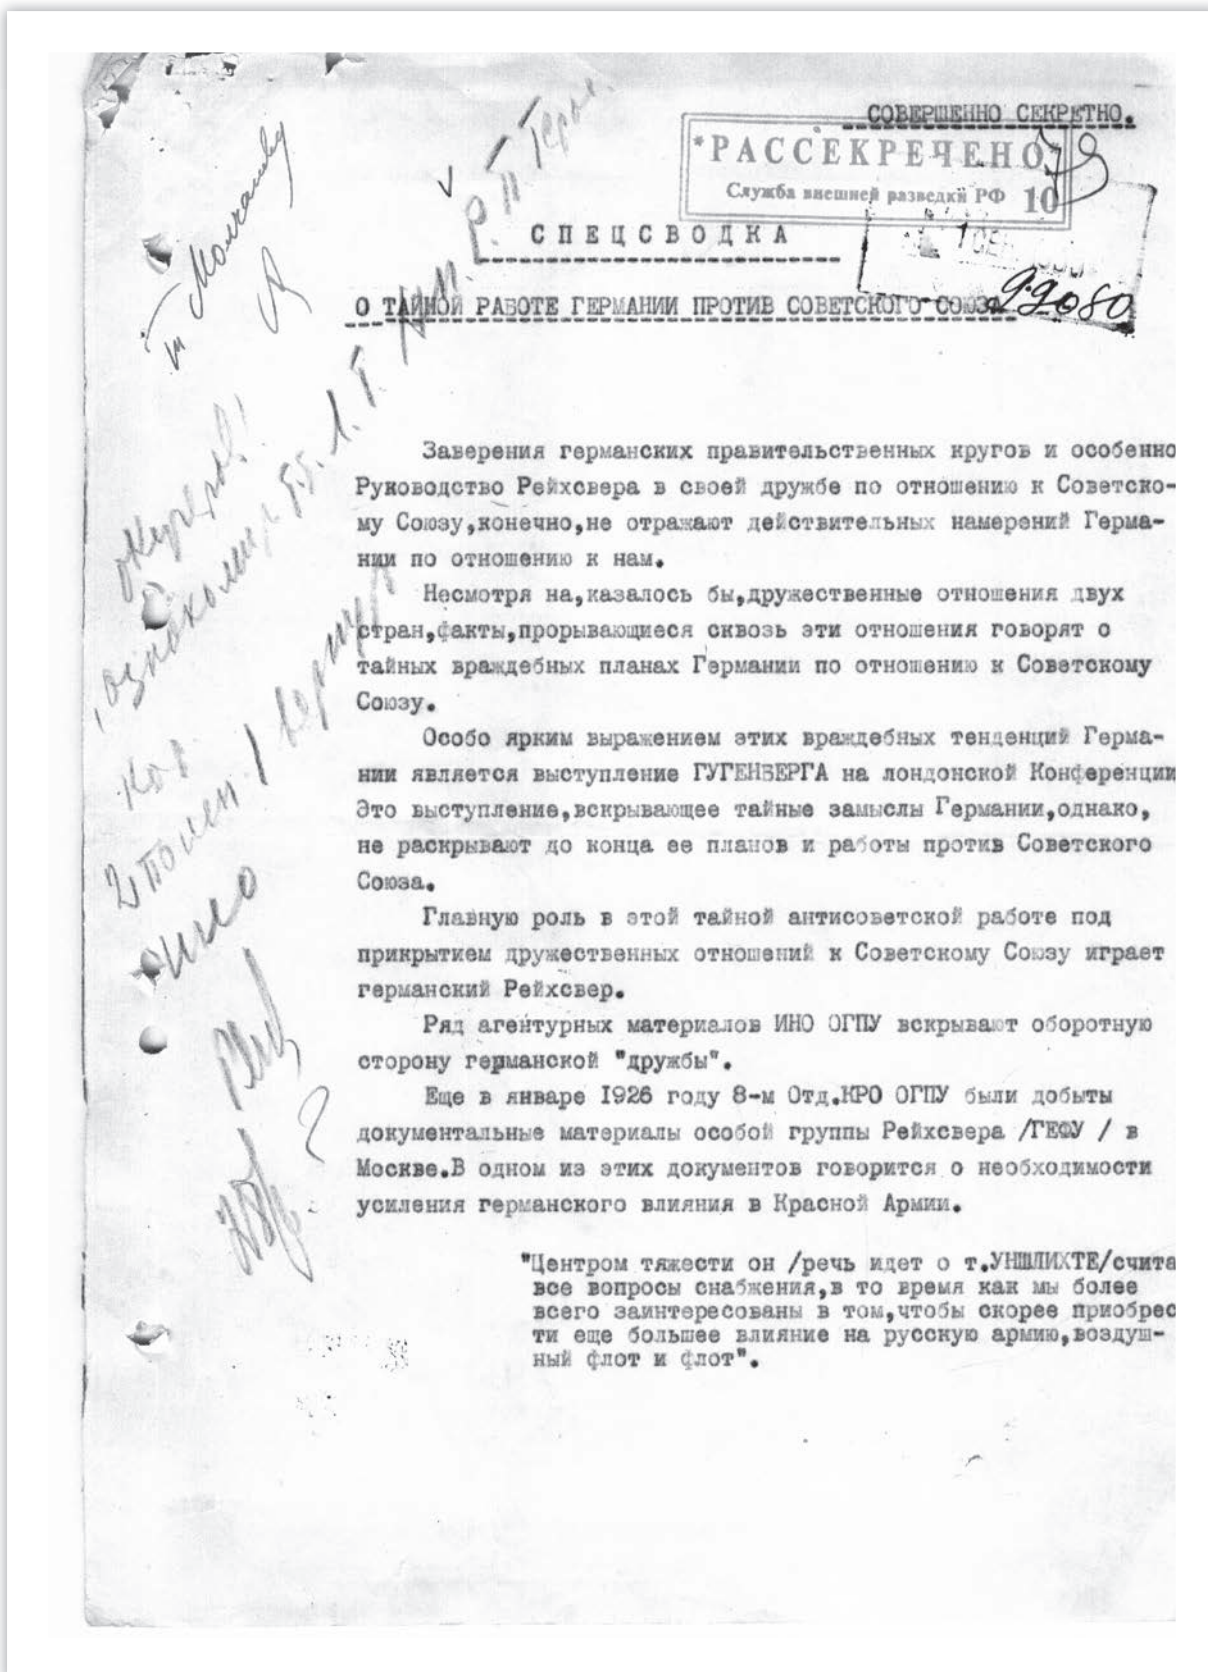 СОВЕРШЕННО СЕКРЕТНО.
*РАССЕКРЕЧЕНО*
Служба внешней разведки РФ 10
79
СПЕЦСВОДКА
О ТАЙНОЙ РАБОТЕ ГЕРМАНИИ ПРОТИВ СОВЕТСКОГО СОЮЗА
Заверения германских правительственных кругов и особенно
Руководство Рейхсвера в своей дружбе по отношению к Советско-
му Союзу,конечно,не отражают действительных намерений Герма-
нии по отношению к нам.
Несмотря на,казалось бы,дружественные отношения двух
стран,факты,прорывающиеся сквозь эти отношения говорят о
тайных враждебных планах Германии по отношению к Советскому
Союзу.
Особо ярким выражением этих враждебных тенденций Герма-
нии является выступление ГУГЕНБЕРГА на лондонской Конференции
Это выступление,вскрывающее тайные замыслы Германии,однако,
не раскрывают до конца ее планов и работы против Советского
Союза.
Главную роль в этой тайной антисоветской работе под
прикрытием дружественных отношений к Советскому Союзу играет
германский Рейхсвер.
Ряд агентурных материалов ИНО ОГПУ вскрывают оборотную
сторону германской "дружбы".
Еще в январе 1926 году 8-м Отд.КРО ОГПУ были добыты
документальные материалы особой группы Рейхсвера /ГЕФУ / в
Москве.В одном из этих документов говорится о необходимости
усиления германского влияния в Красной Армии.
"Центром тяжести он /речь идет о т.УНШЛИХТЕ/счита
все вопросы снабжения,в то время как мы более
всего заинтересованы в том,чтобы скорее приобрес
ти еще большее влияние на русскую армию,воздуш-
ный флот и флот".